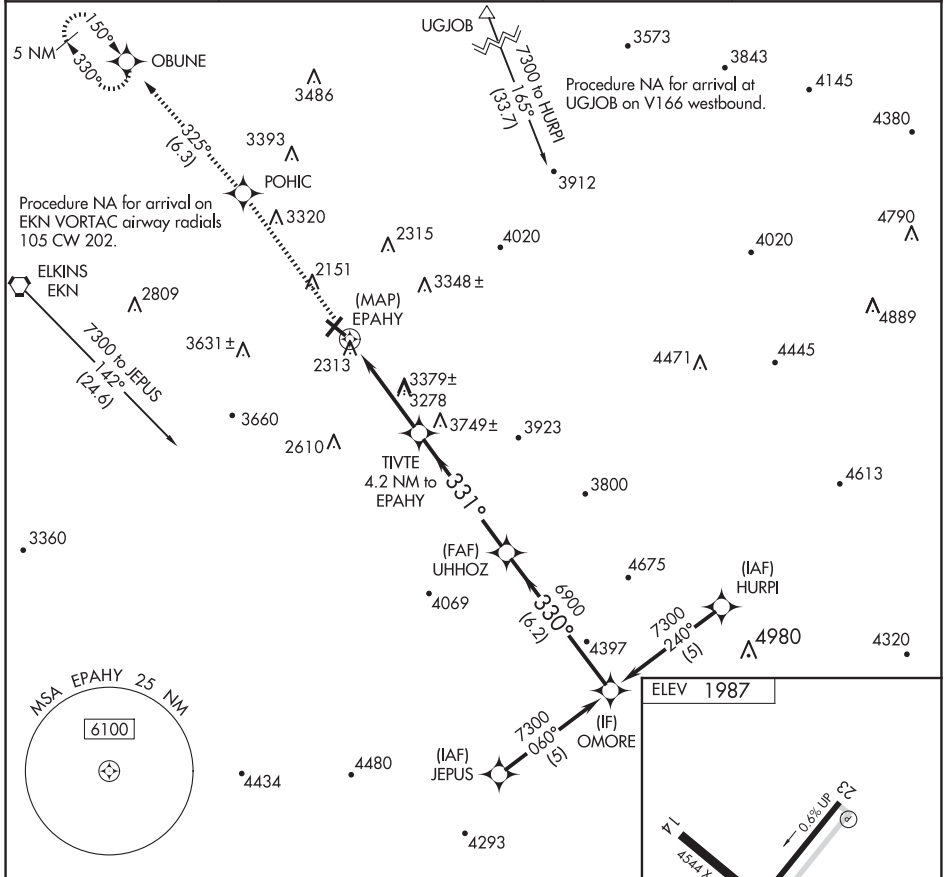 150°
5 NM
330°
OBUNE
UGJOB
7300 to HURPI
165°
(33.7)
Procedure NA for arrival at
UGJOB on V166 westbound.
3573
3843
4145
4380
3486
3393
325°
(6.3)
POHIC
3912
Procedure NA for arrival on
EKN VORTAC airway radials
105 CW 202.
3320
2315
4020
4020
4790
ELKINS
EKN
2809
2151
3348±
(MAP)
EPAHY
4889
7300 to JEPUS
142°
(24.6)
3631±
2313
3379±
3278
4471
4445
3660
2610
3749±
3923
TIVTE
4.2 NM to
EPAHY
331°
3800
4613
3360
(FAF)
UHHOZ
4675
(IAF)
HURPI
4069
6900
330°
(6.2)
4397
7300
240°
(5)
4980
4320
MSA EPAHY 25 NM
6100
ELEV 1987
(IF)
OMORE
7300
060°
(5)
(IAF)
JEPUS
4434
4480
4293
14
4544 X
23
0.6% UP
P